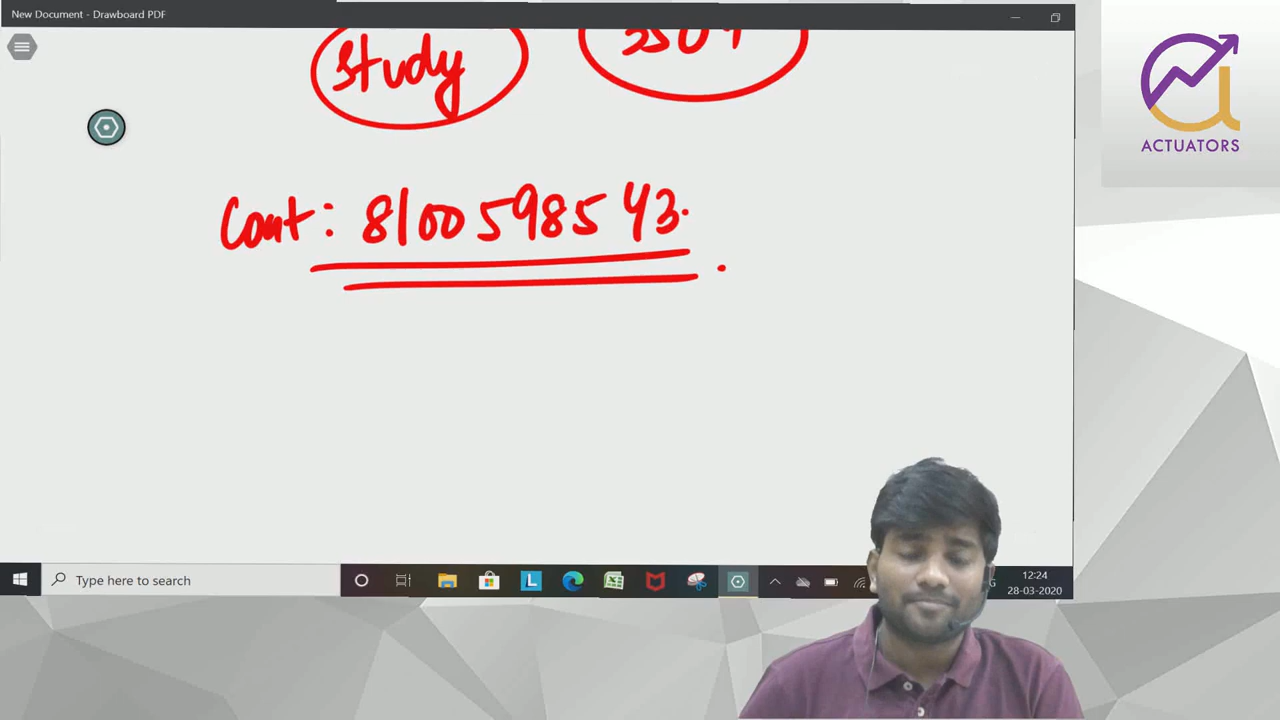 New Document - Drawboard PDF
ACTUATORS
Study
Cont: 8100598543.
Type here to search
12:24
28-03-2020